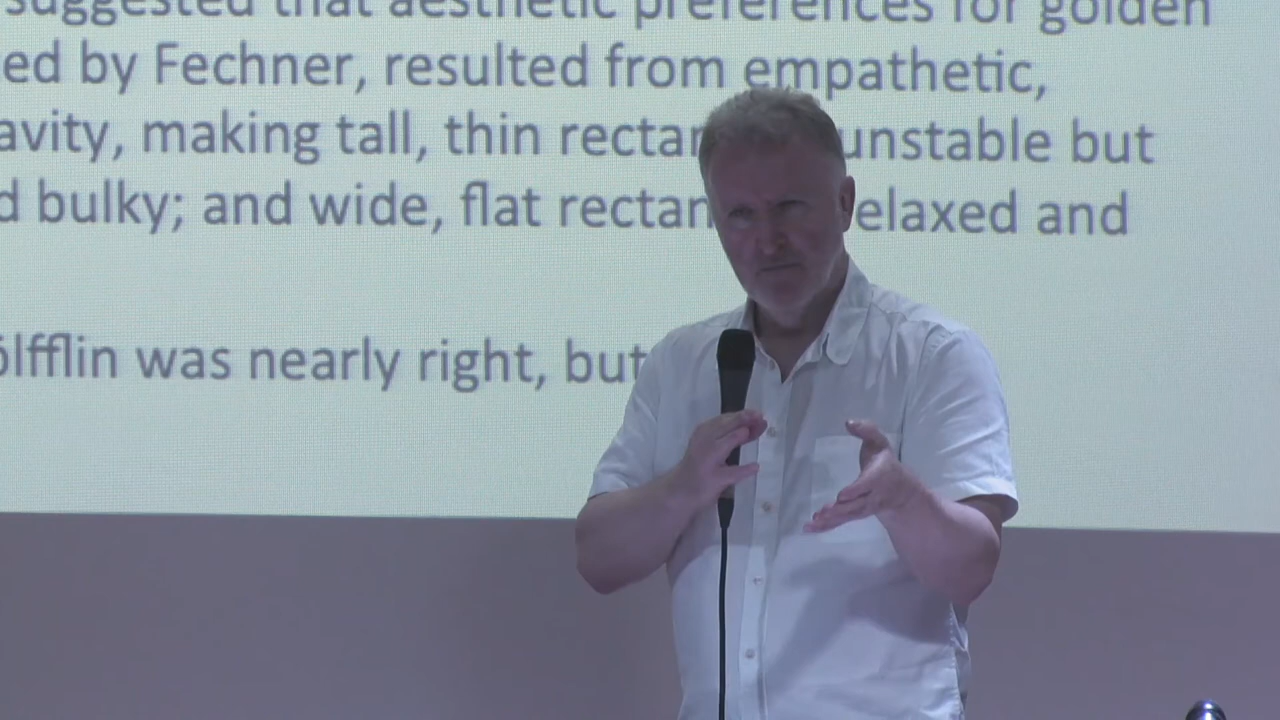 suggested that aesthetic preferences for golden
ed by Fechner, resulted from empathetic,
avity, making tall, thin rectan unstable but
d bulky; and wide, flat rectan elaxed and
ölfflin was nearly right, but